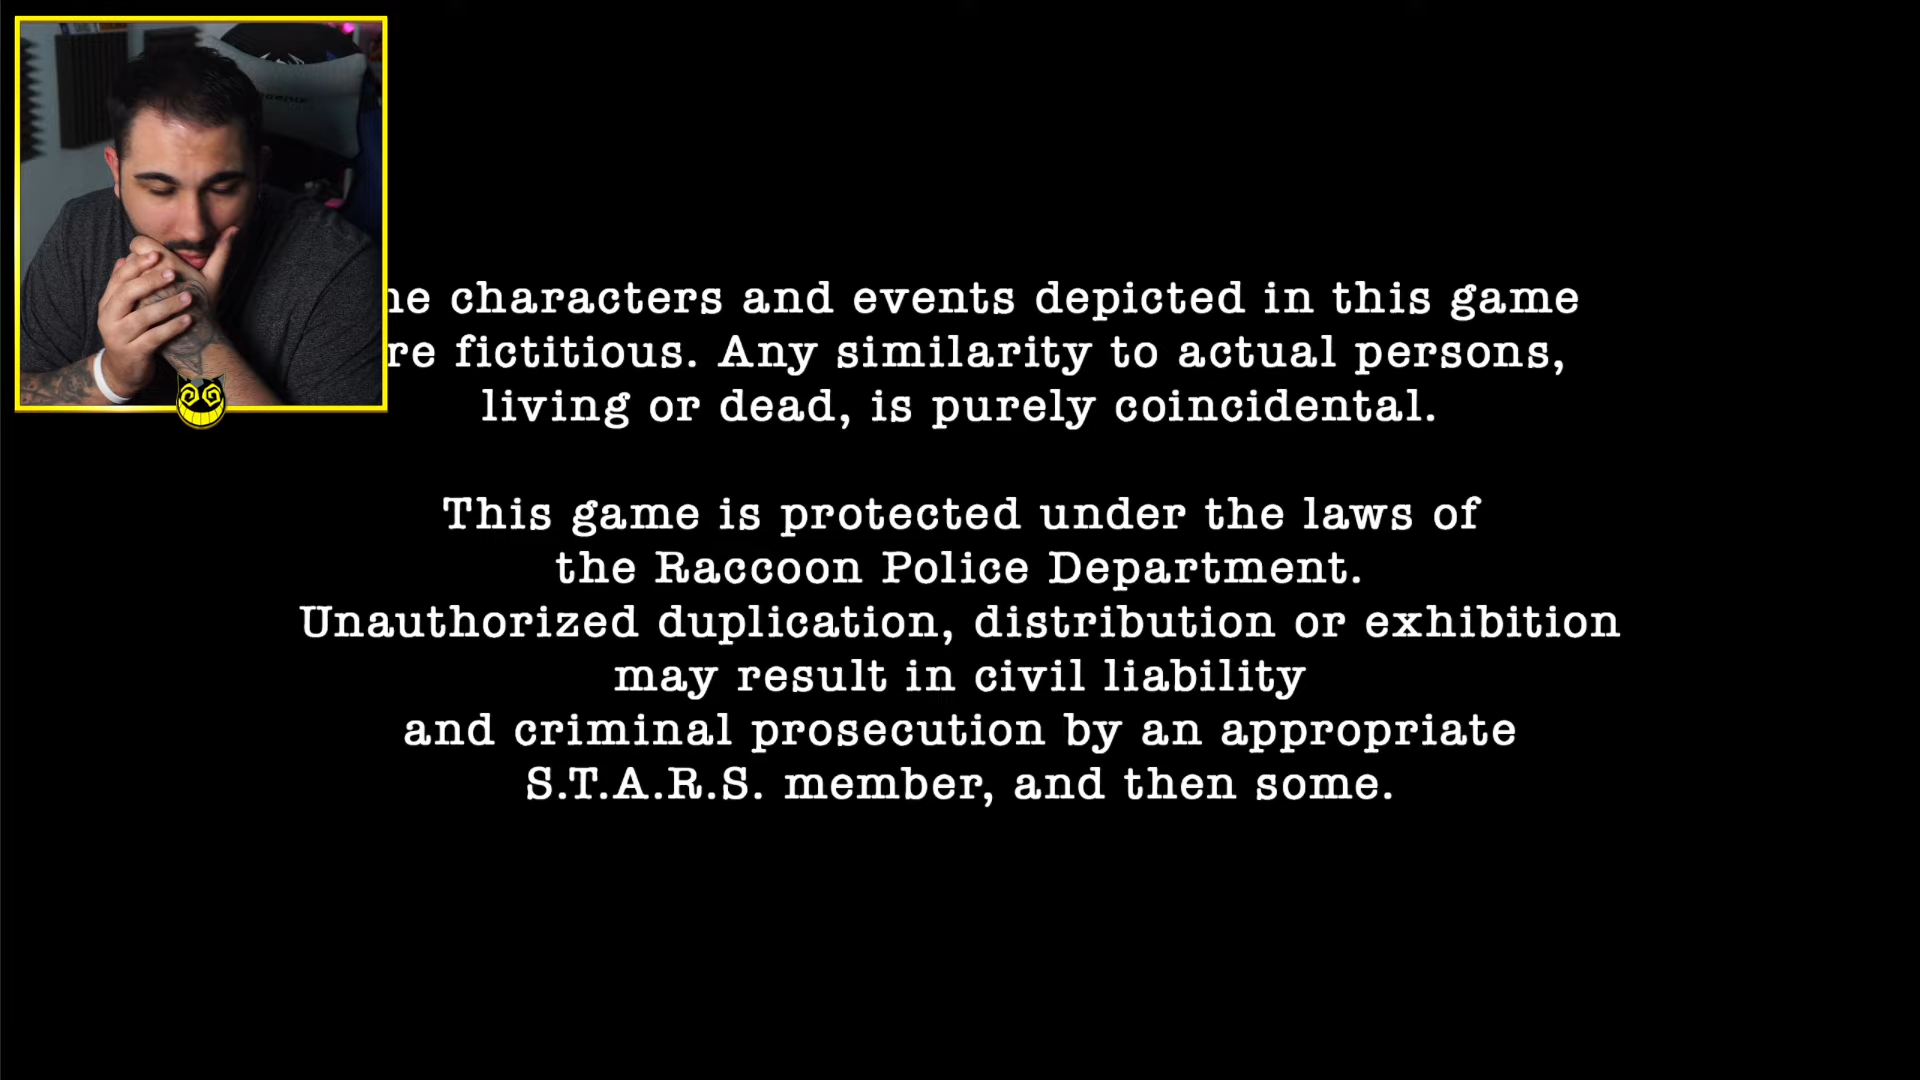 he characters and events depicted in this game
re fictitious. Any similarity to actual persons,
living or dead, is purely coincidental.
This game is protected under the laws of
the Raccoon Police Department.
Unauthorized duplication, distribution or exhibition
may result in civil liability
and criminal prosecution by an appropriate
S.T.A.R.S. member, and then some.